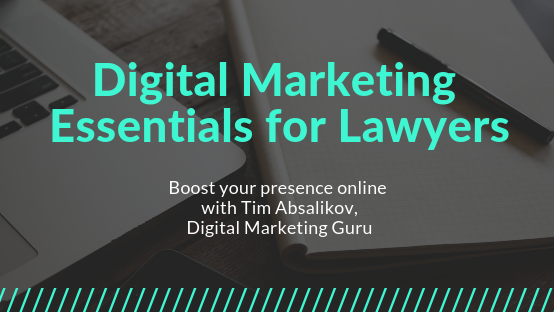 Digital Marketing
Essentials for Lawyers
Boost your presence online
with Tim Absalikov,
Digital Marketing Guru